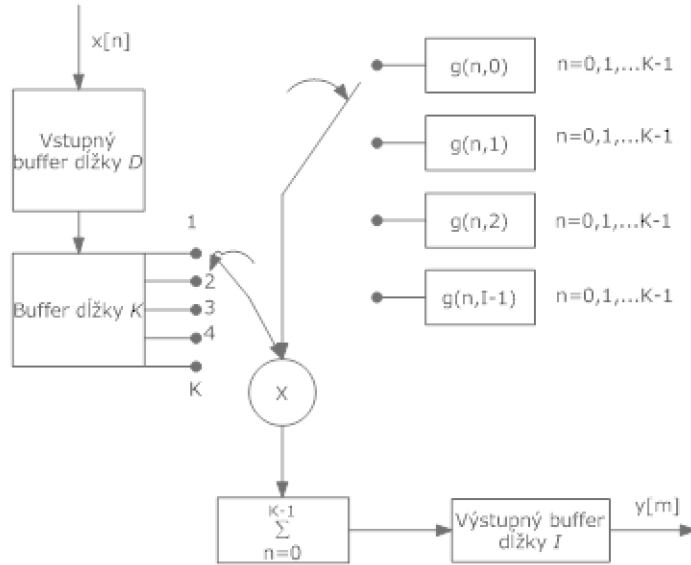 x[n]
Vstupný
buffer dĺžky D
Buffer dĺžky K
1
2
3
4
K
g(n,0)
n=0,1,...K-1
g(n,1)
n=0,1,...K-1
g(n,2)
n=0,1,...K-1
g(n,I-1)
n=0,1,...K-1
X
K-1
Σ
n=0
Výstupný buffer
dĺžky I
y[m]